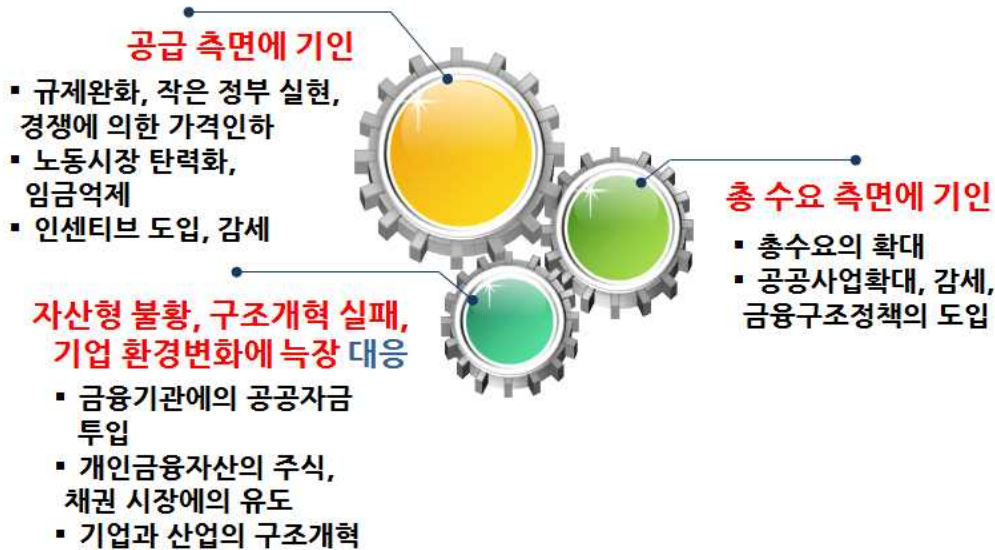 공급 측면에 기인
▪ 규제완화, 작은 정부 실현,
경쟁에 의한 가격인하
▪ 노동시장 탄력화,
임금억제
▪ 인센티브 도입, 감세
총 수요 측면에 기인
▪ 총수요의 확대
▪ 공공사업확대, 감세,
금융구조정책의 도입
자산형 불황, 구조개혁 실패,
기업 환경변화에 늑장 대응
▪ 금융기관에의 공공자금
투입
▪ 개인금융자산의 주식,
채권 시장에의 유도
▪ 기업과 산업의 구조개혁